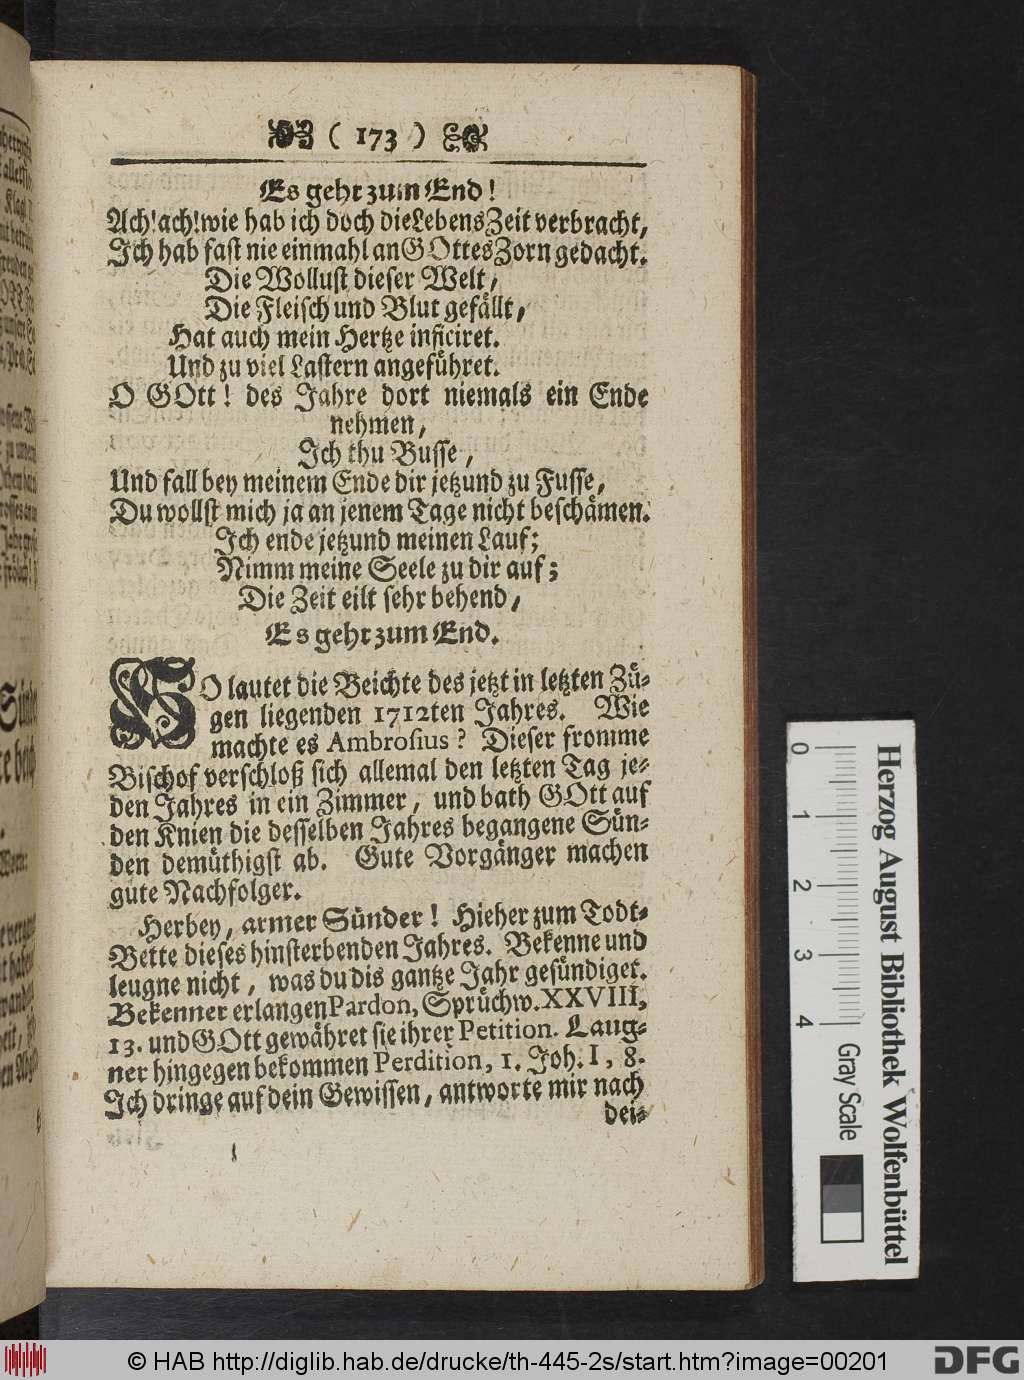 ( 173 )
Es geht zum End!
Ach! ach! wie hab ich doch die Lebens Zeit verbracht,
Ich hab fast nie einmahl an GOttes Zorn gedacht.
Die Wollust dieser Welt,
Die Fleisch und Blut gefällt,
Hat auch mein Hertze inficiret.
Und zu viel Lastern angeführet.
O GOtt! des Jahre dort niemals ein Ende
nehmen,
Ich thu Busse,
Und fall bey meinem Ende dir jetzund zu Fusse,
Du wollst mich ja an jenem Tage nicht beschämen.
Ich ende jetzund meinen Lauf;
Nimm meine Seele zu dir auf;
Die Zeit eilt sehr behend,
Es geht zum End.
SO lautet die Beichte des jetzt in letzten Zü-
gen liegenden 1712ten Jahres. Wie
machte es Ambrosius? Dieser fromme
Bischof verschloß sich allemal den letzten Tag je-
den Jahres in ein Zimmer, und bath GOtt auf
den Knien die desselben Jahres begangene Sün-
den demüthigst ab. Gute Vorgänger machen
gute Nachfolger.
Herbey, armer Sünder! Hieher zum Todt-
Bette dieses hinsterbenden Jahres. Bekenne und
leugne nicht, was du dis gantze Jahr gesündiget.
Bekenner erlangen Pardon, Sprüchw. XXVIII,
13. und GOtt gewähret sie ihrer Petition. Laug-
ner hingegen bekommen Perdition, 1. Joh. I, 8.
Ich dringe auf dein Gewissen, antworte mir nach
dei-
0 1 2 3 4
Gray Scale
Herzog August Bibliothek Wolfenbüttel
© HAB http://diglib.hab.de/drucke/th-445-2s/start.htm?image=00201
DFG